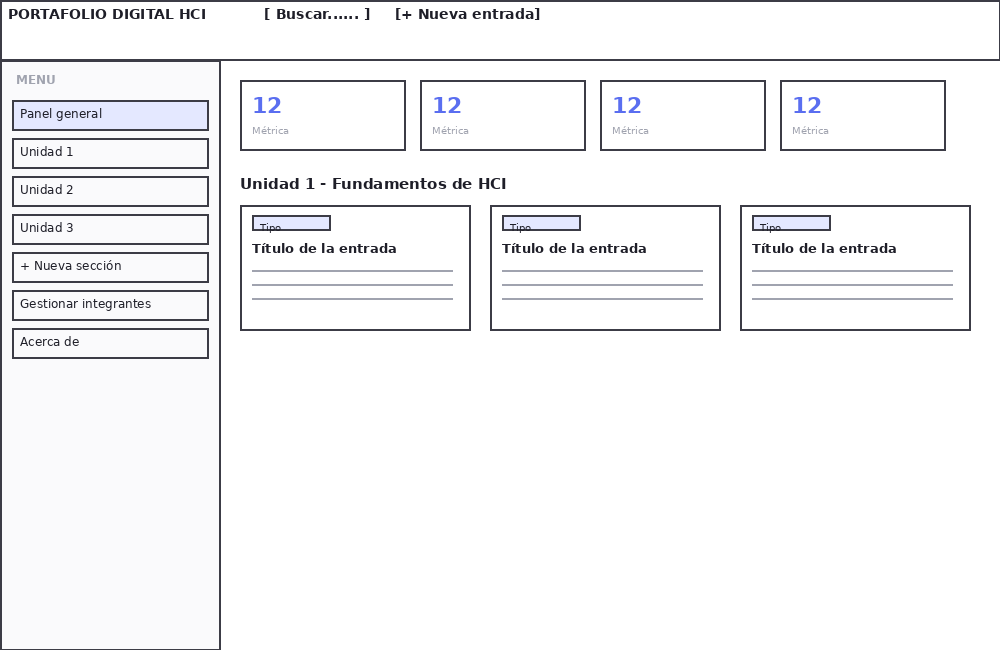 PORTAFOLIO DIGITAL HCI [ Buscar...... ] [+ Nueva entrada]
MENU
Panel general
Unidad 1
Unidad 2
Unidad 3
+ Nueva sección
Gestionar integrantes
Acerca de
12 12 12 12
Métrica Métrica Métrica Métrica
Unidad 1 - Fundamentos de HCI
Tipo Tipo Tipo
Título de la entrada Título de la entrada Título de la entrada